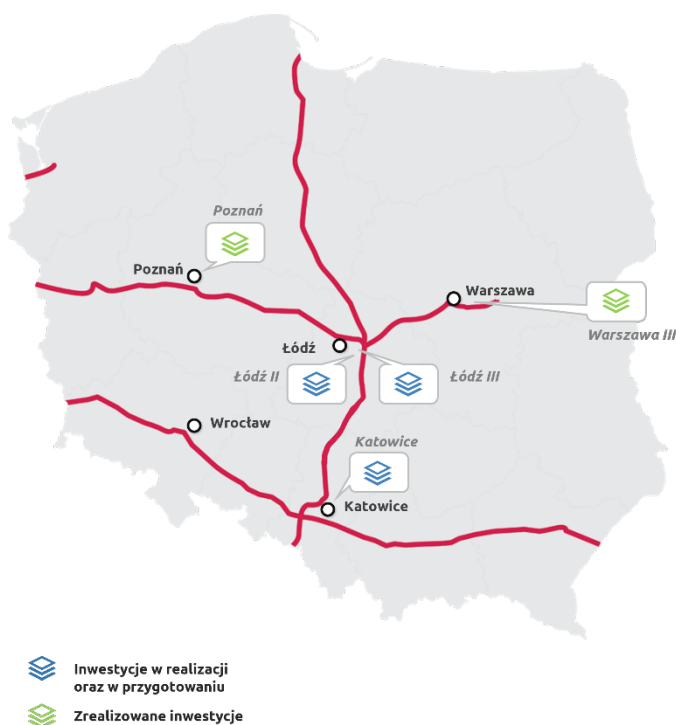 Poznań
Poznań
Warszawa
Warszawa III
Łódź
Łódź II
Łódź III
Wrocław
Katowice
Katowice
Inwestycje w realizacji
oraz w przygotowaniu
Zrealizowane inwestycje